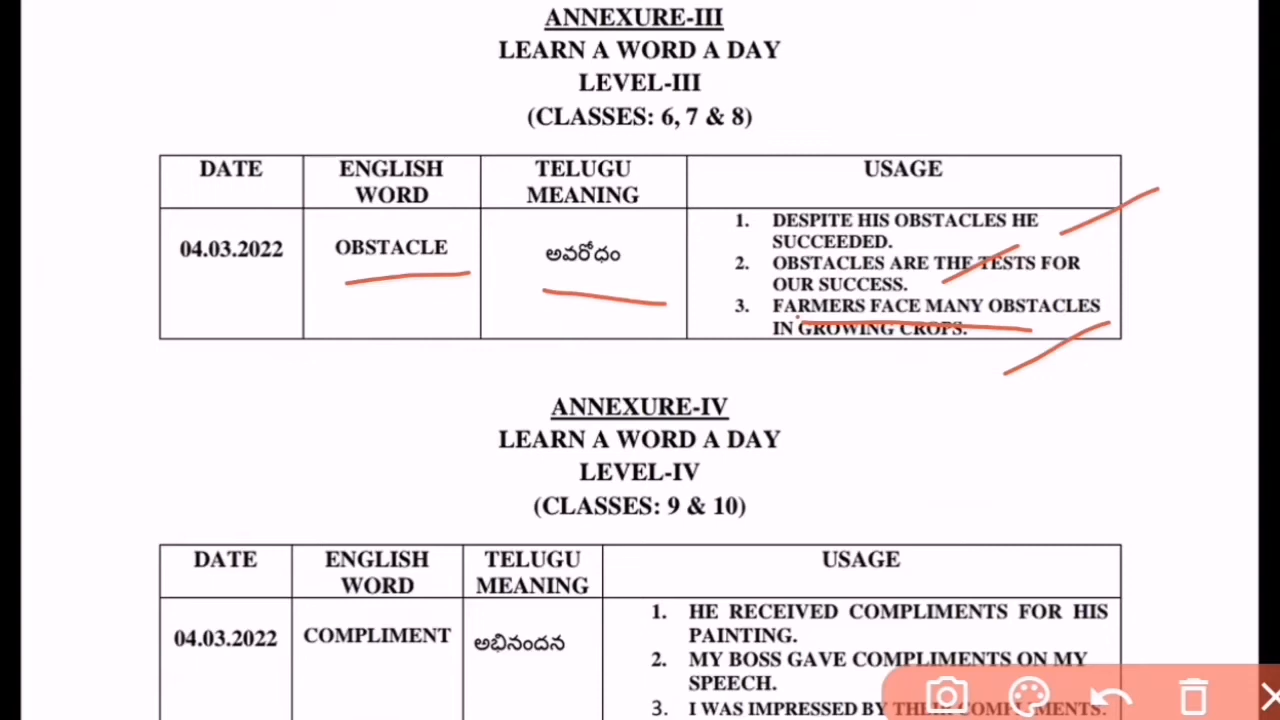 ANNEXURE-III
LEARN A WORD A DAY
LEVEL-III
(CLASSES: 6, 7 & 8)
DATE
ENGLISH
WORD
TELUGU
MEANING
USAGE
04.03.2022
OBSTACLE
అవరోధం
1. DESPITE HIS OBSTACLES HE
SUCCEEDED.
2. OBSTACLES ARE THE TESTS FOR
OUR SUCCESS.
3. FARMERS FACE MANY OBSTACLES
IN GROWING CROPS.
ANNEXURE-IV
LEARN A WORD A DAY
LEVEL-IV
(CLASSES: 9 & 10)
DATE
ENGLISH
WORD
TELUGU
MEANING
USAGE
04.03.2022
COMPLIMENT
అభినందన
1. HE RECEIVED COMPLIMENTS FOR HIS
PAINTING.
2. MY BOSS GAVE COMPLIMENTS ON MY
SPEECH.
3. I WAS IMPRESSED BY THEIR COMPLIMENTS.